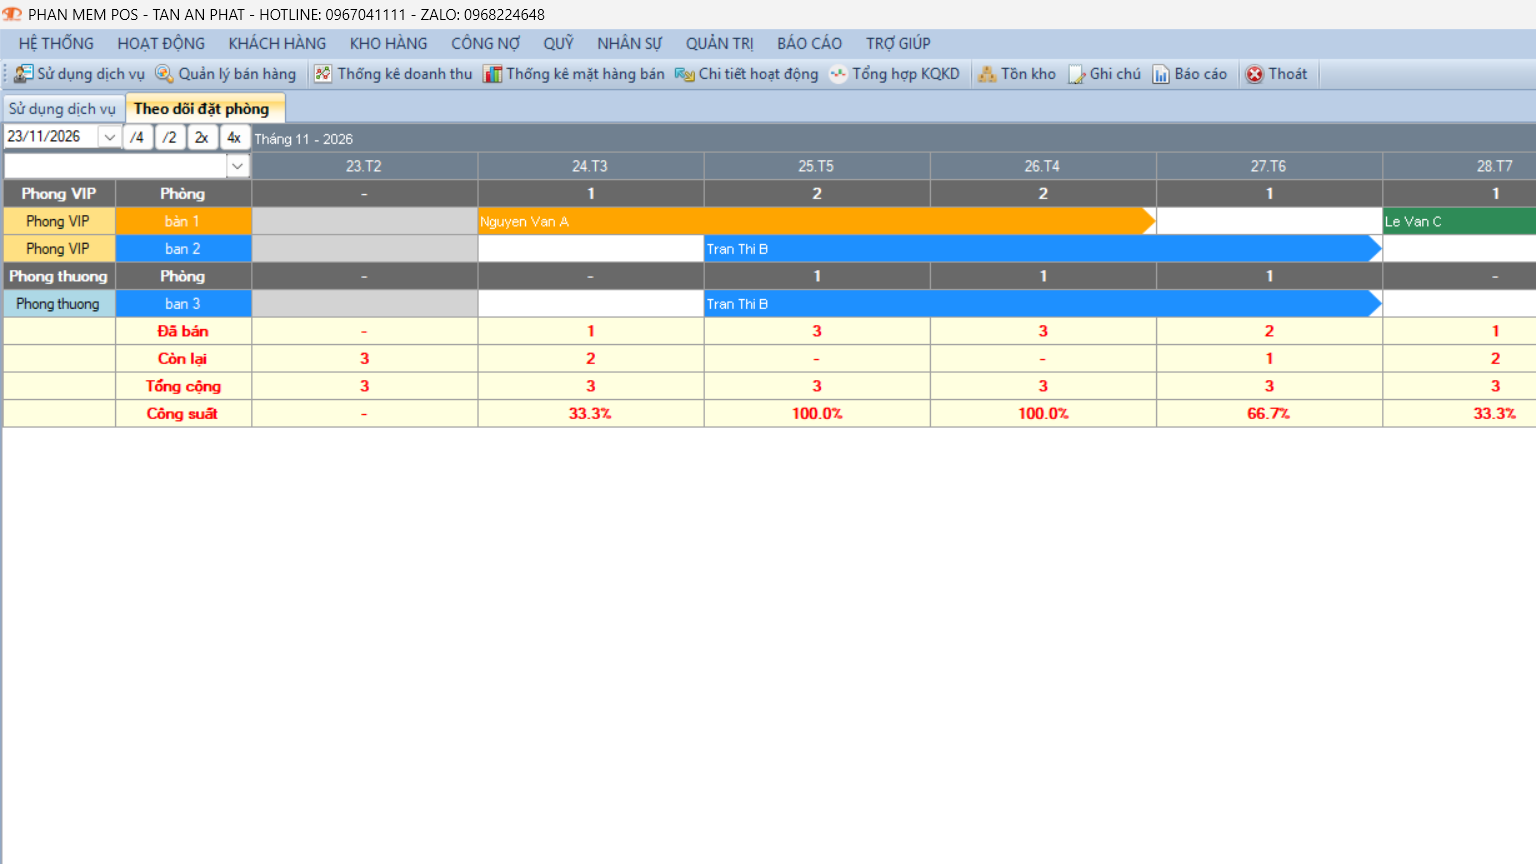 PHAN MEM POS - TAN AN PHAT - HOTLINE: 0967041111 - ZALO: 0968224648
HỆ THỐNG HOẠT ĐỘNG KHÁCH HÀNG KHO HÀNG CÔNG NỢ QUỸ NHÂN SỰ QUẢN TRỊ BÁO CÁO TRỢ GIÚP
Sử dụng dịch vụ Quản lý bán hàng Thống kê doanh thu Thống kê mặt hàng bán Chi tiết hoạt động Tổng hợp KQKD Tồn kho Ghi chú Báo cáo Thoát
Sử dụng dịch vụ Theo dõi đặt phòng
23/11/2026 /4 /2 2x 4x Tháng 11 - 2026
23.T2 24.T3 25.T5 26.T4 27.T6 28.T7
Phong VIP Phòng - 1 2 2 1 1
Phong VIP bàn 1 Nguyen Van A Le Van C
Phong VIP ban 2 Tran Thi B
Phong thuong Phòng - - 1 1 1 -
Phong thuong ban 3 Tran Thi B
Đã bán - 1 3 3 2 1
Còn lại 3 2 - - 1 2
Tổng cộng 3 3 3 3 3 3
Công suất - 33.3% 100.0% 100.0% 66.7% 33.3%